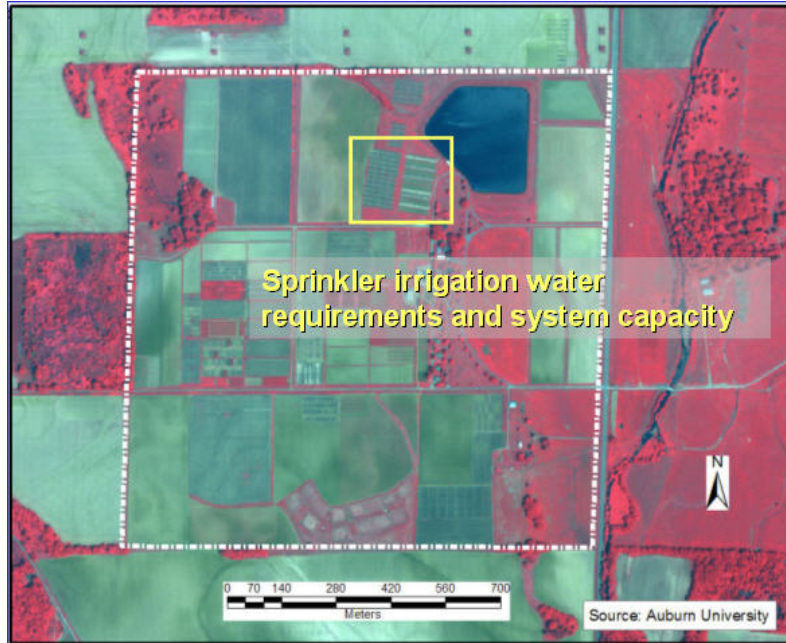 Sprinkler irrigation water
requirements and system capacity
N
0 70 140 280 420 560 700
Meters
Source: Auburn University